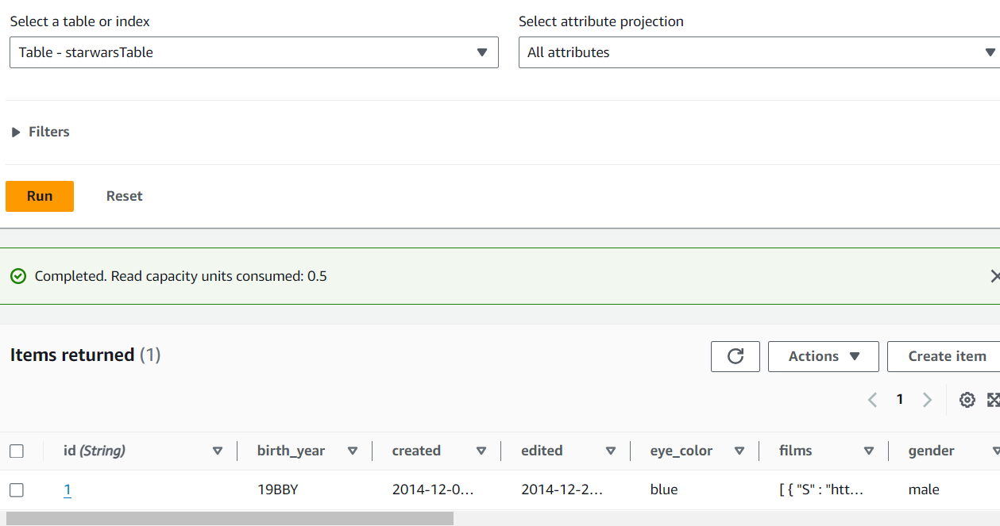 Select a table or index
Select attribute projection
Table - starwarsTable
All attributes
Filters
Run
Reset
Completed. Read capacity units consumed: 0.5
Items returned (1)
Actions
Create item
1
id (String)
birth_year
created
edited
eye_color
films
gender
1
19BBY
2014-12-0...
2014-12-2...
blue
[ { "S" : "htt...
male